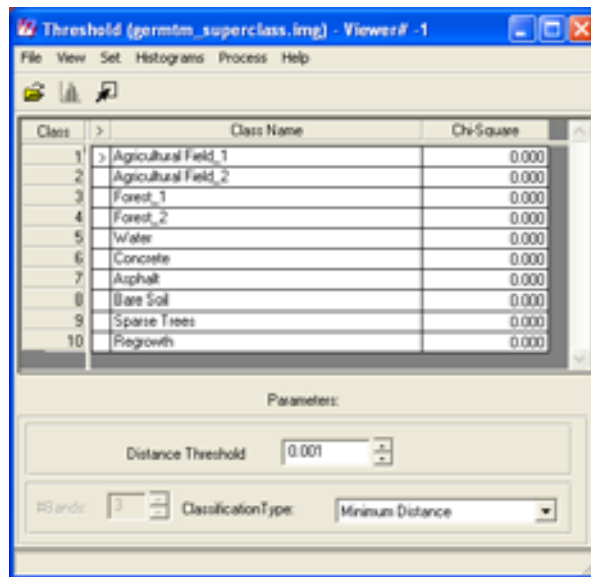 Threshold (germtm_superclass.img) - Viewer# -1
File View Set Histograms Process Help
Class > Class Name Chi-Square
1 > Agricultural Field_1 0.000
2 Agricultural Field_2 0.000
3 Forest_1 0.000
4 Forest_2 0.000
5 Water 0.000
6 Concrete 0.000
7 Asphalt 0.000
8 Bare Soil 0.000
9 Sparse Trees 0.000
10 Regrowth 0.000
Parameters:
Distance Threshold 0.001
#Bands: 3 ClassificationType: Minimum Distance